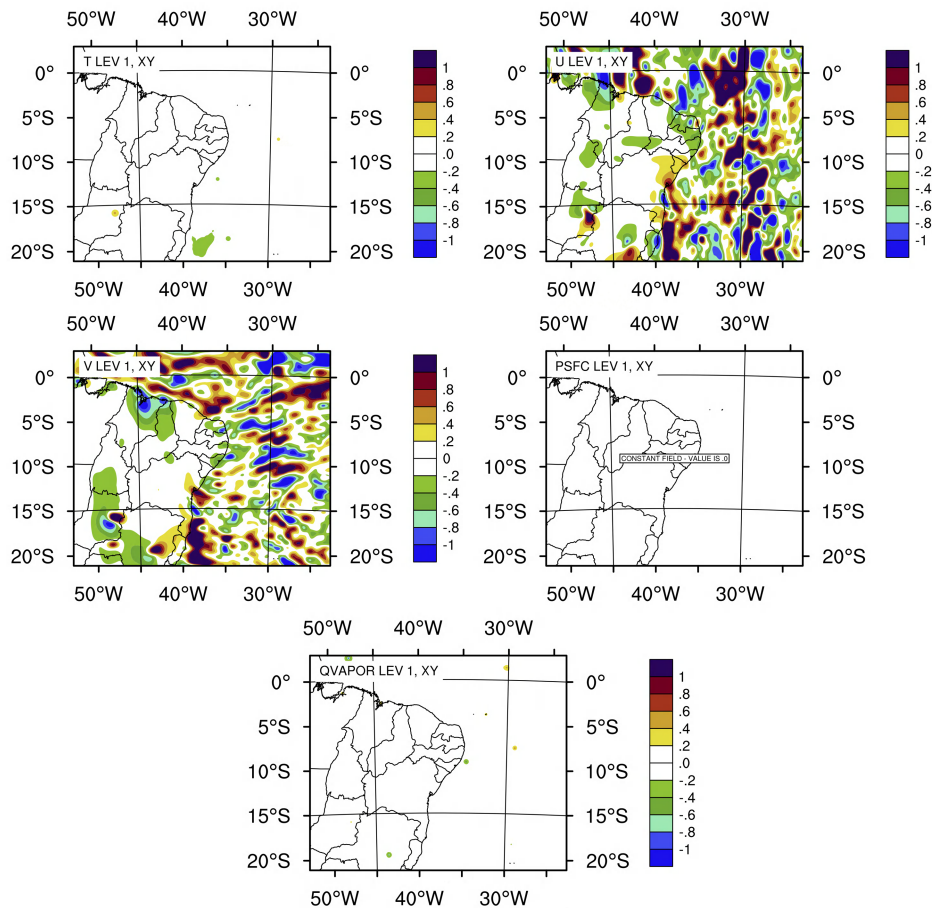 50°W 40°W 30°W
T LEV 1, XY
0° 0°
5°S 5°S
10°S 10°S
15°S 15°S
20°S 20°S
50°W 40°W 30°W
1
.8
.6
.4
.2
.0
-.2
-.4
-.6
-.8
-1
50°W 40°W 30°W
U LEV 1, XY
0° 0°
5°S 5°S
10°S 10°S
15°S 15°S
20°S 20°S
50°W 40°W 30°W
1
.8
.6
.4
.2
.0
-.2
-.4
-.6
-.8
-1
50°W 40°W 30°W
V LEV 1, XY
0° 0°
5°S 5°S
10°S 10°S
15°S 15°S
20°S 20°S
50°W 40°W 30°W
1
.8
.6
.4
.2
0
-.2
-.4
-.6
-.8
-1
50°W 40°W 30°W
PSFC LEV 1, XY
0° 0°
5°S 5°S
CONSTANT FIELD - VALUE IS .0
10°S 10°S
15°S 15°S
20°S 20°S
50°W 40°W 30°W
50°W 40°W 30°W
QVAPOR LEV 1, XY
0° 0°
5°S 5°S
10°S 10°S
15°S 15°S
20°S 20°S
50°W 40°W 30°W
1
.8
.6
.4
.2
.0
-.2
-.4
-.6
-.8
-1